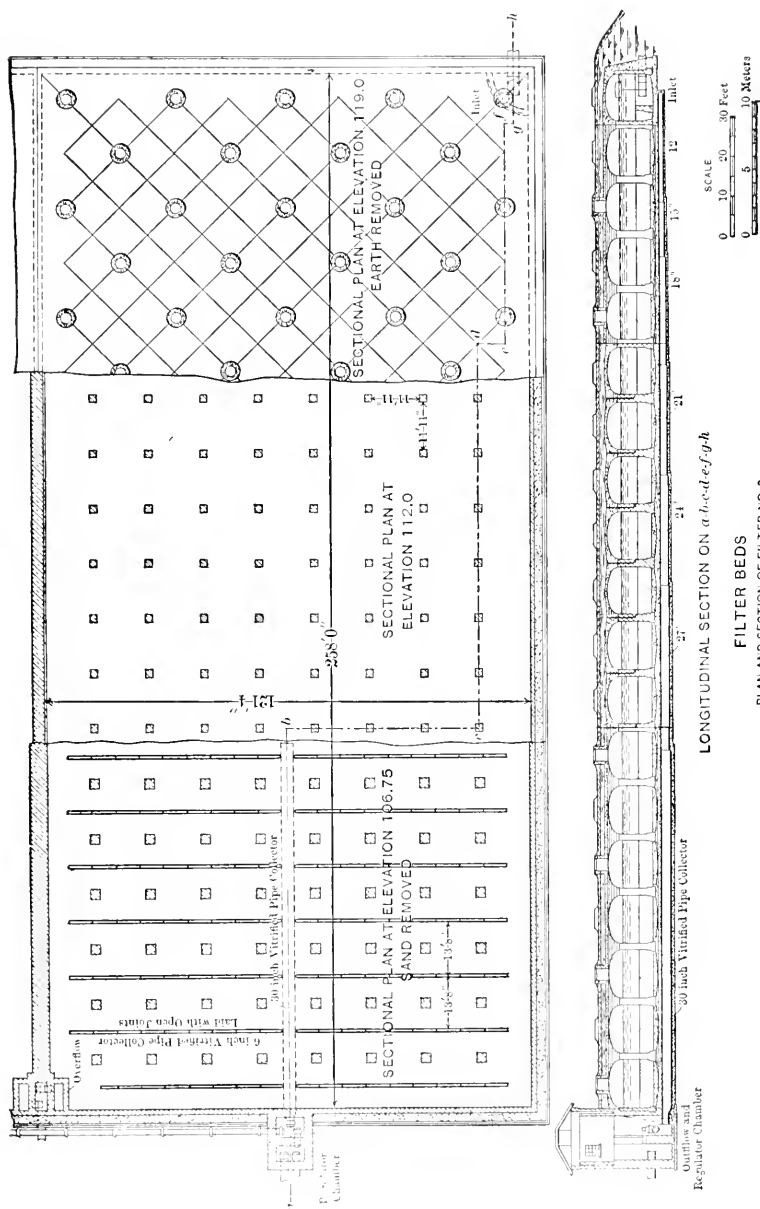 Overflow
6 inch Vitrified Pipe Collector
Laid with Open Joints
30 inch Vitrified Pipe Collector
Chamber
SECTIONAL PLAN AT ELEVATION 106.75
SAND REMOVED
13'-8"
13'-8"
b
c
121'-4"
258'-0"
SECTIONAL PLAN AT
ELEVATION 112.0
11'-11"
11'-11"
d
e
SECTIONAL PLAN AT ELEVATION 119.0
EARTH REMOVED
Inlet
f
g
h
Outflow and
Regulator Chamber
30 inch Vitrified Pipe Collector
27"
24"
21"
18"
15
12
Inlet
LONGITUDINAL SECTION ON a-b-c-d-e-f-g-h
SCALE
0 10 20 30 Feet
0 5 10 Meters
FILTER BEDS